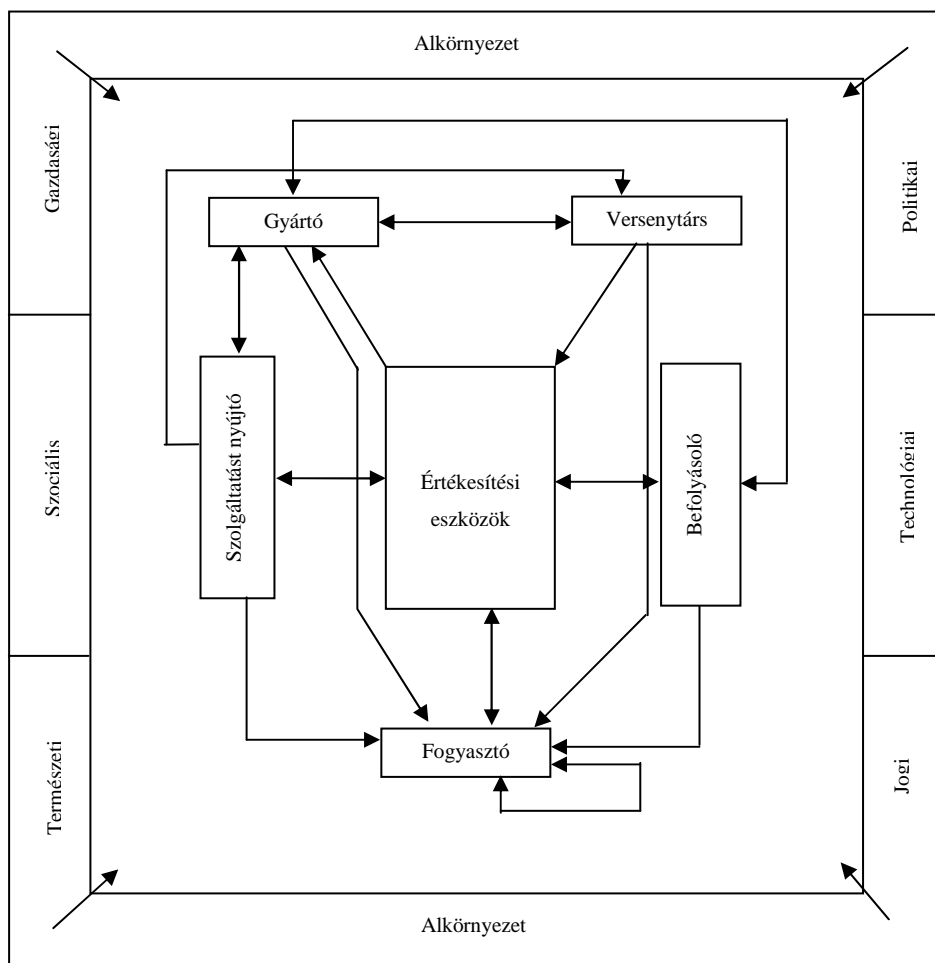 Alkörnyezet
Gazdasági
Politikai
Gyártó
Versenytárs
Szociális
Szolgáltatást nyújtó
Értékesítési
eszközök
Befolyásoló
Technológiai
Természeti
Fogyasztó
Jogi
Alkörnyezet